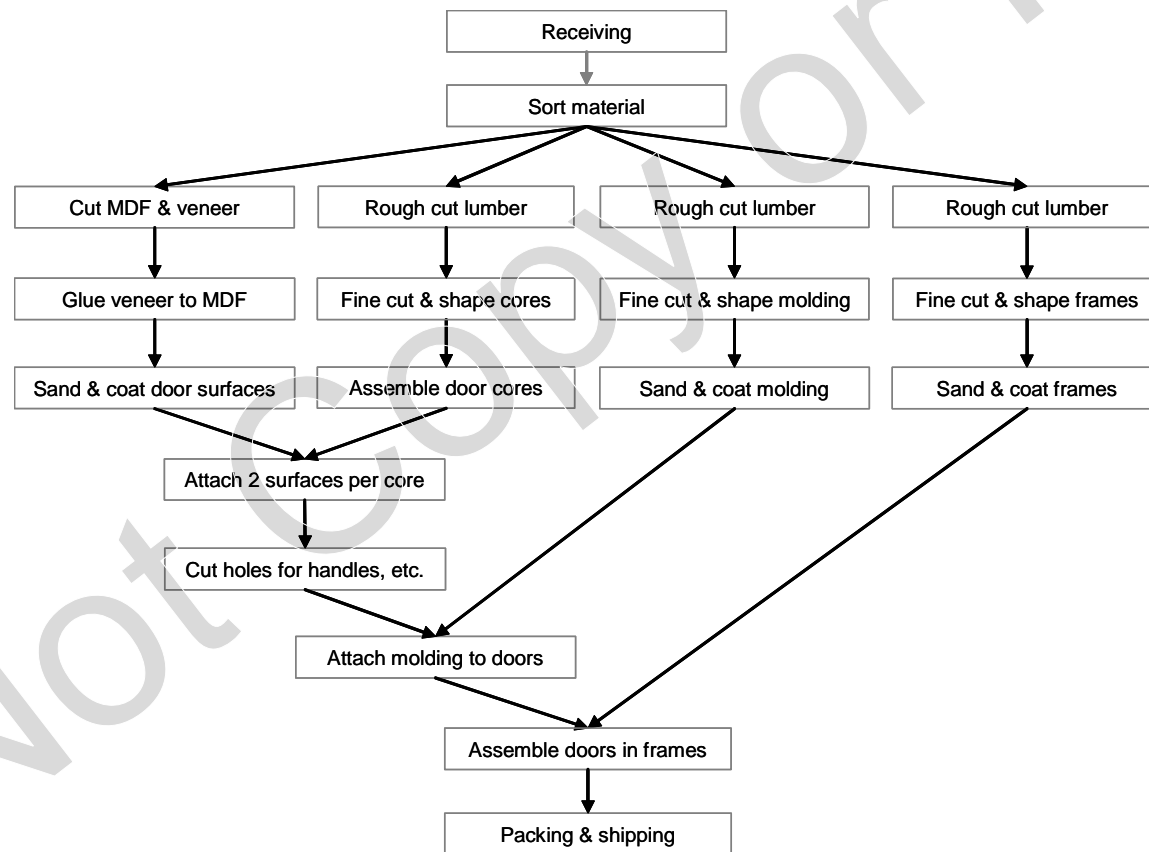 Receiving
Sort material
Cut MDF & veneer
Rough cut lumber
Rough cut lumber
Rough cut lumber
Glue veneer to MDF
Fine cut & shape cores
Fine cut & shape molding
Fine cut & shape frames
Sand & coat door surfaces
Assemble door cores
Sand & coat molding
Sand & coat frames
Attach 2 surfaces per core
Cut holes for handles, etc.
Attach molding to doors
Assemble doors in frames
Packing & shipping
Not Copy or